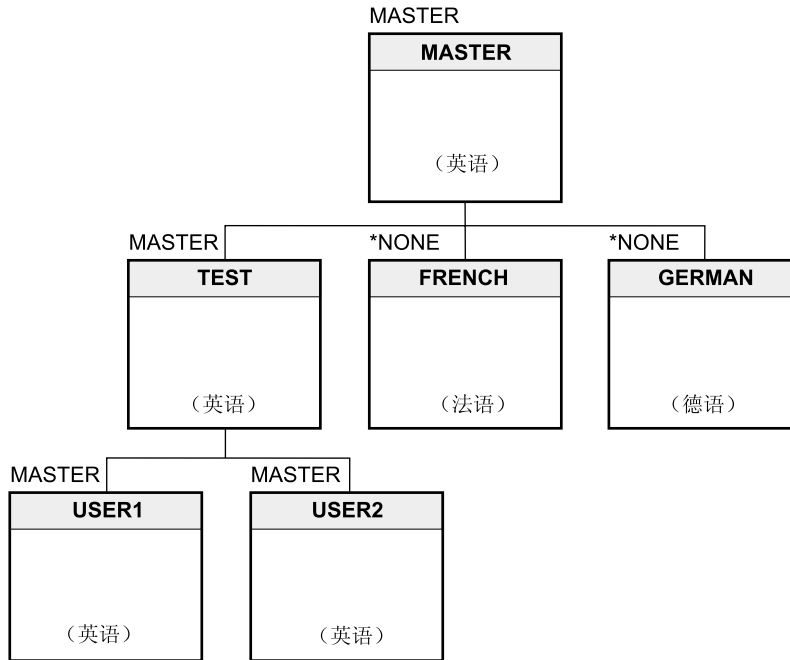 MASTER
MASTER
（英语）
MASTER
*NONE
*NONE
TEST
FRENCH
GERMAN
（英语）
（法语）
（德语）
MASTER
MASTER
USER1
USER2
（英语）
（英语）